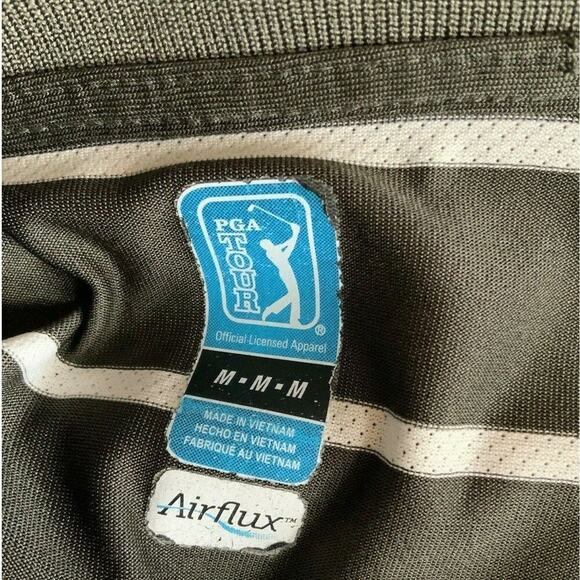 PGA
TOUR
®
Official Licensed Apparel
M - M - M
MADE IN VIETNAM
HECHO EN VIETNAM
FABRIQUÉ AU VIETNAM
Airflux™